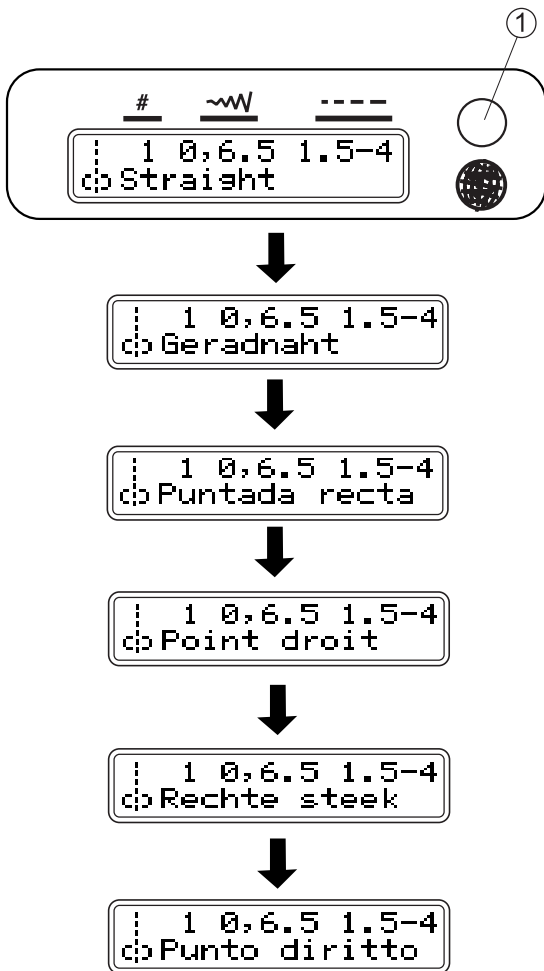 ①
#
1 0,6.5 1.5-4
Straight
1 0,6.5 1.5-4
Geradnaht
1 0,6.5 1.5-4
Puntada recta
1 0,6.5 1.5-4
Point droit
1 0,6.5 1.5-4
Rechte steek
1 0,6.5 1.5-4
Punto diritto